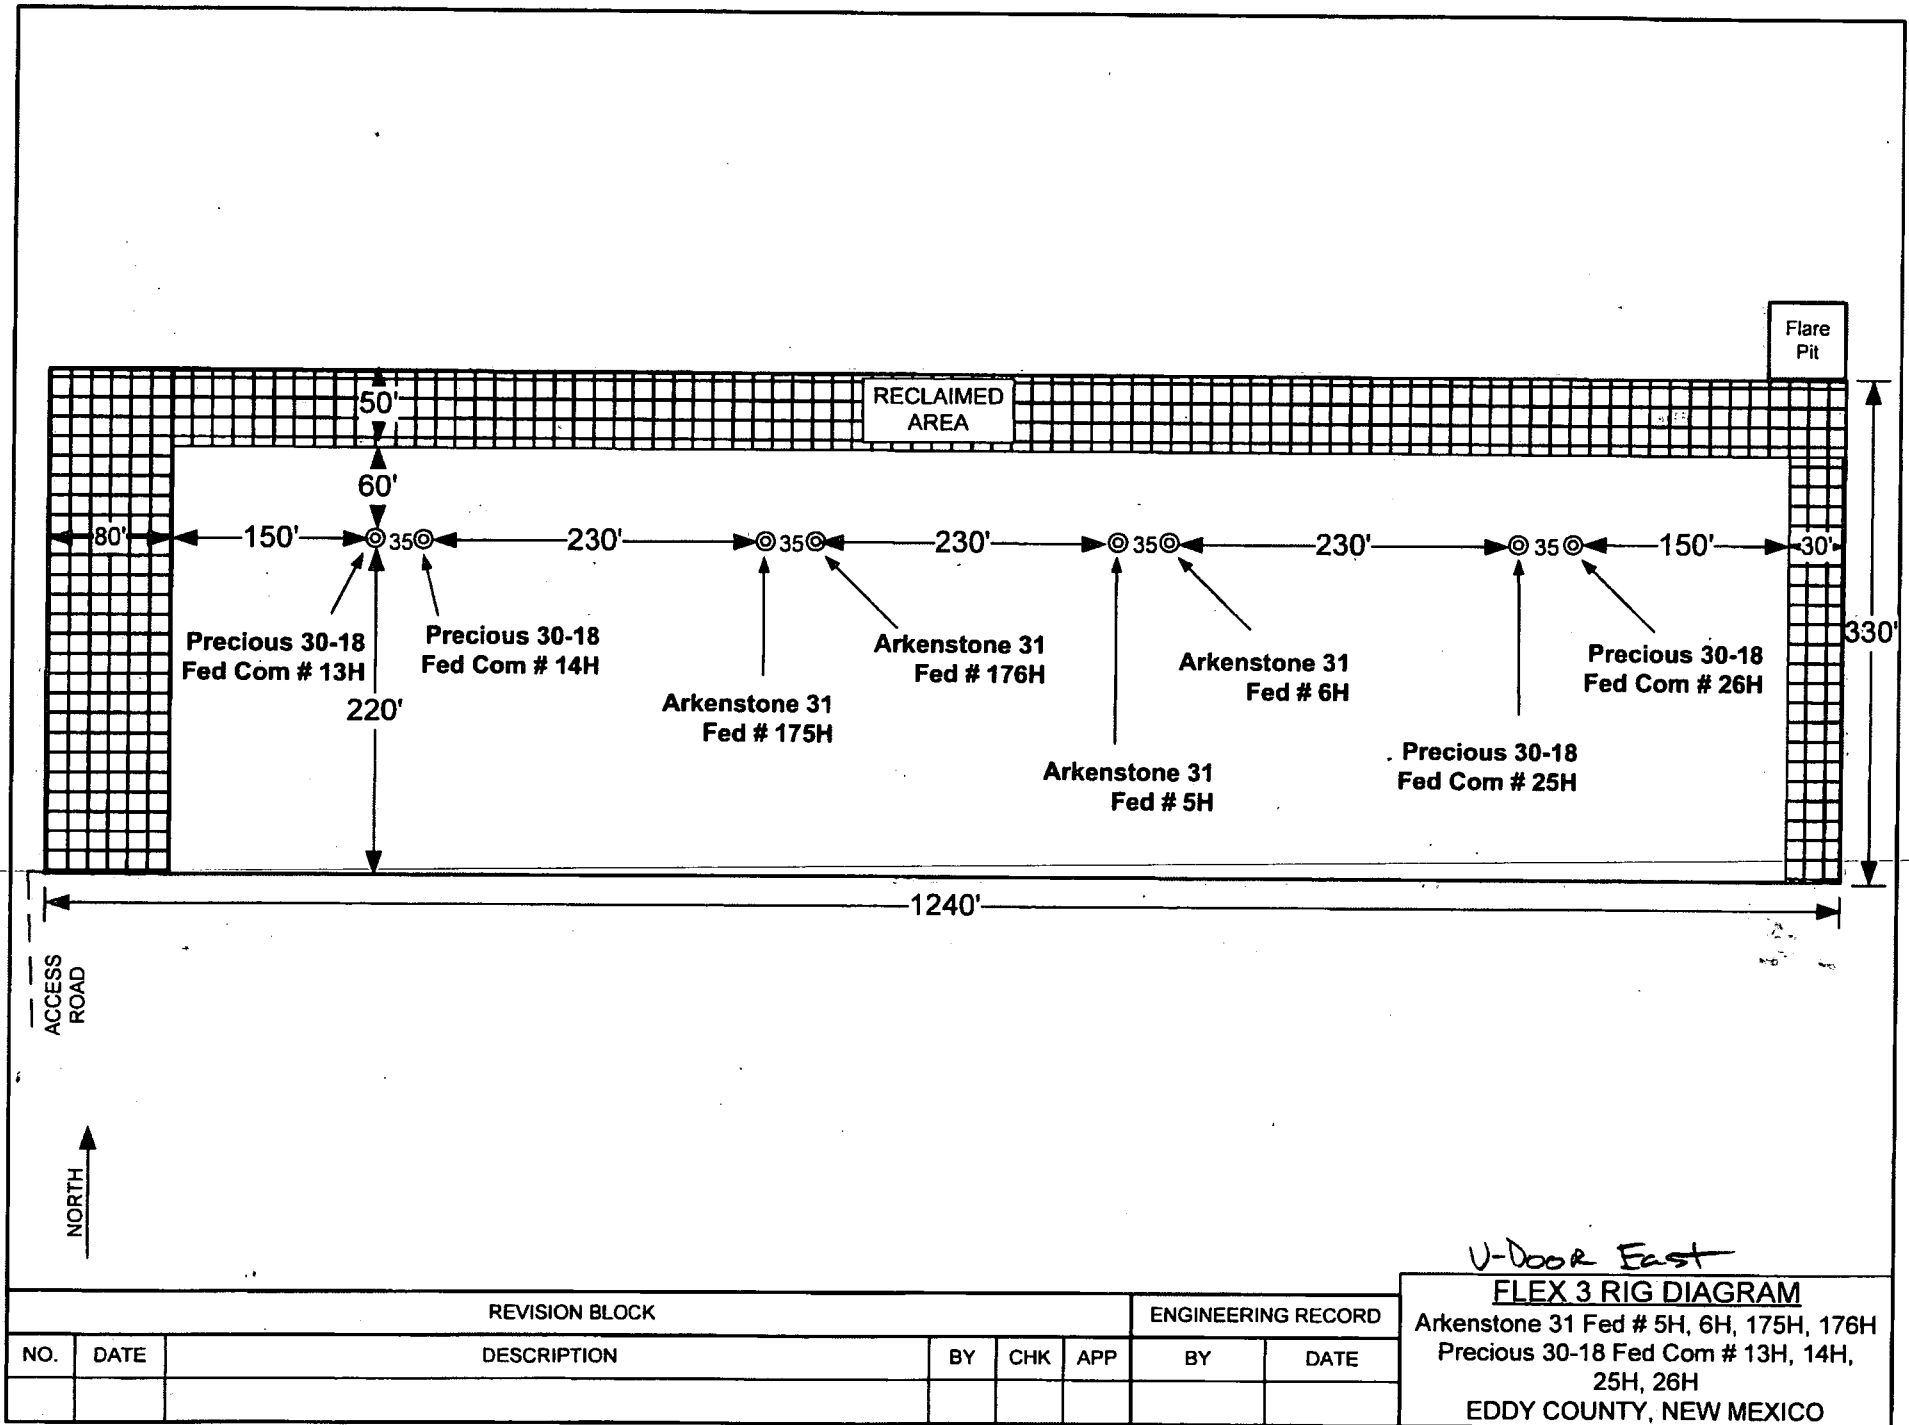 Flare
Pit
50'
RECLAIMED
AREA
60'
80'
150'
35
230'
35
230'
35
230'
35
150'
30'
330'
Precious 30-18
Fed Com # 13H
Precious 30-18
Fed Com # 14H
Arkenstone 31
Fed # 175H
Arkenstone 31
Fed # 176H
Arkenstone 31
Fed # 5H
Arkenstone 31
Fed # 6H
Precious 30-18
Fed Com # 25H
Precious 30-18
Fed Com # 26H
220'
1240'
ACCESS
ROAD
NORTH
V-Door East
FLEX 3 RIG DIAGRAM
Arkenstone 31 Fed # 5H, 6H, 175H, 176H
Precious 30-18 Fed Com # 13H, 14H,
25H, 26H
EDDY COUNTY, NEW MEXICO
REVISION BLOCK
ENGINEERING RECORD
NO. DATE DESCRIPTION BY CHK APP BY DATE